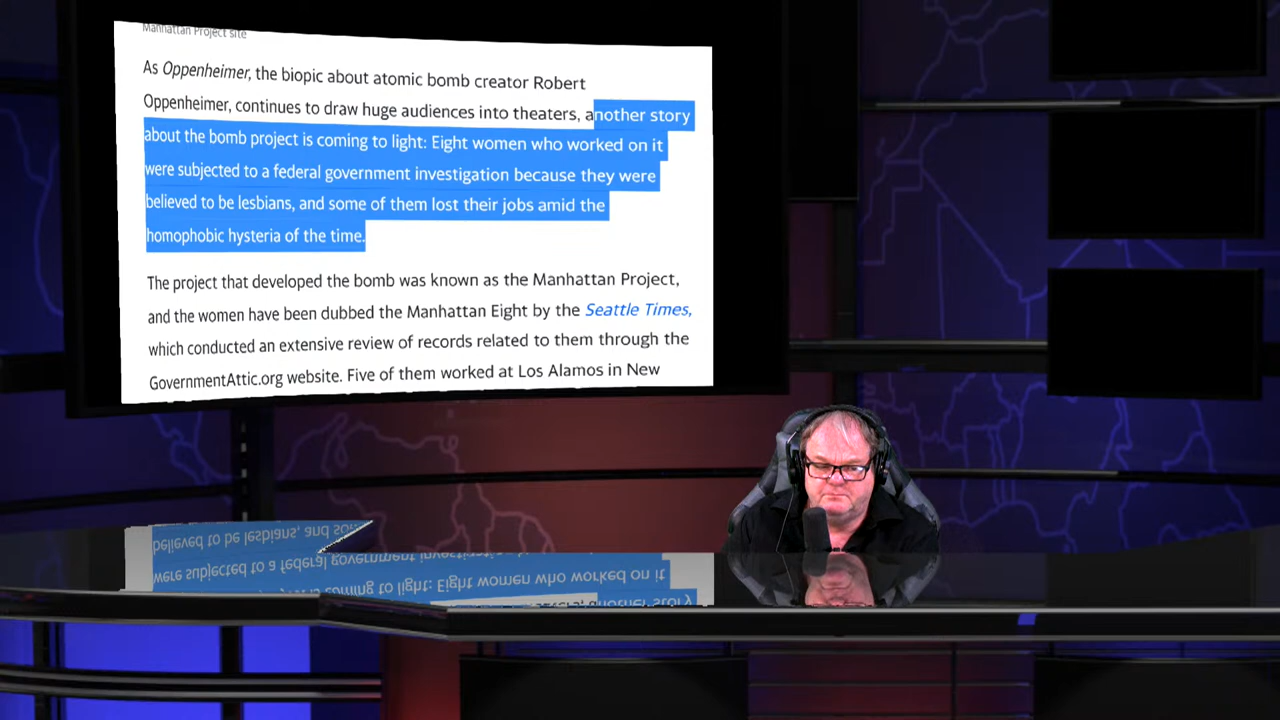 Manhattan Project site
As Oppenheimer, the biopic about atomic bomb creator Robert
Oppenheimer, continues to draw huge audiences into theaters, another story
about the bomb project is coming to light: Eight women who worked on it
were subjected to a federal government investigation because they were
believed to be lesbians, and some of them lost their jobs amid the
homophobic hysteria of the time.
The project that developed the bomb was known as the Manhattan Project,
and the women have been dubbed the Manhattan Eight by the Seattle Times,
which conducted an extensive review of records related to them through the
GovernmentAttic.org website. Five of them worked at Los Alamos in New